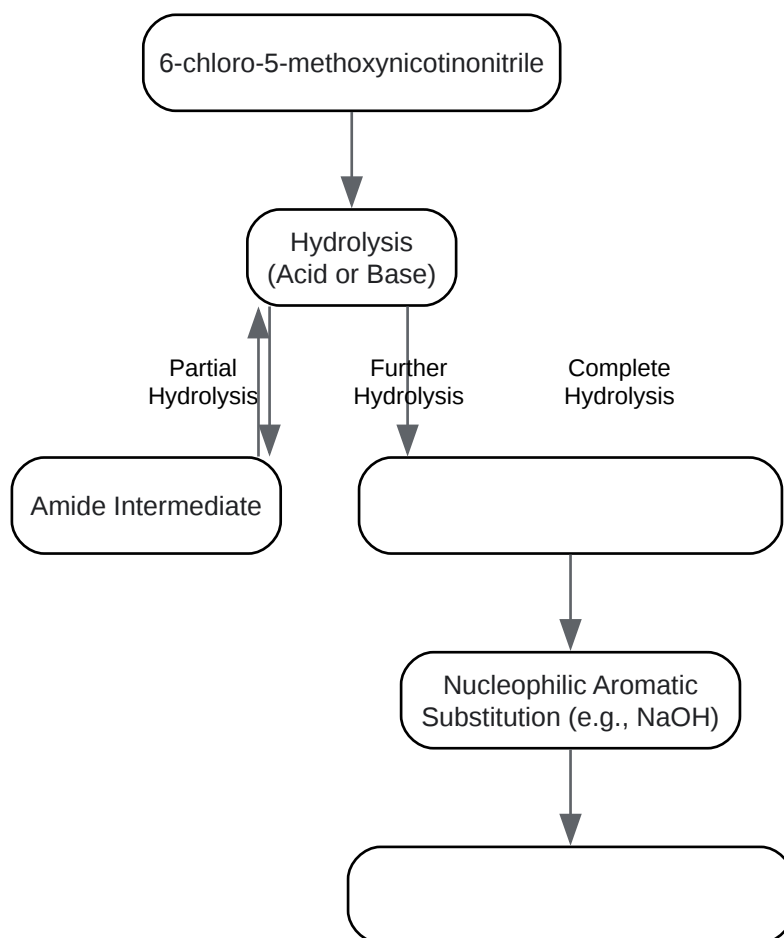 6-chloro-5-methoxynicotinonitrile
Hydrolysis
(Acid or Base)
Partial
Hydrolysis
Further
Hydrolysis
Complete
Hydrolysis
Amide Intermediate
Nucleophilic Aromatic
Substitution (e.g., NaOH)